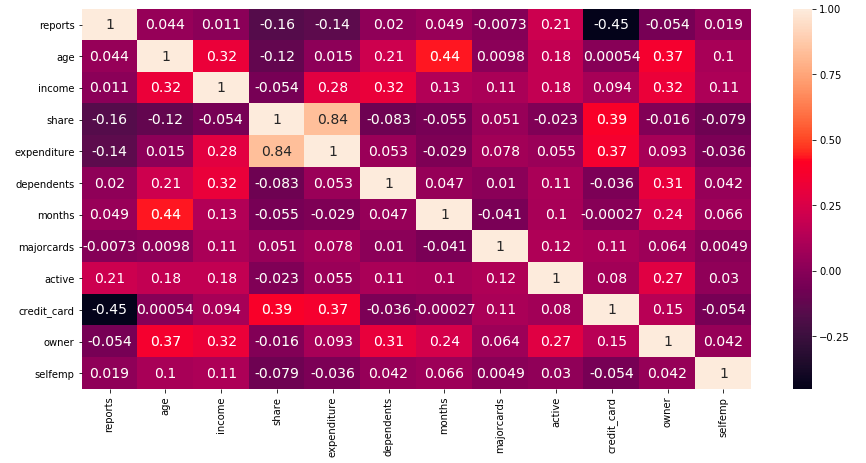 reports 1 0.044 0.011 -0.16 -0.14 0.02 0.049 -0.0073 0.21 -0.45 -0.054 0.019
age 0.044 1 0.32 -0.12 0.015 0.21 0.44 0.0098 0.18 0.00054 0.37 0.1
income 0.011 0.32 1 -0.054 0.28 0.32 0.13 0.11 0.18 0.094 0.32 0.11
share -0.16 -0.12 -0.054 1 0.84 -0.083 -0.055 0.051 -0.023 0.39 -0.016 -0.079
expenditure -0.14 0.015 0.28 0.84 1 0.053 -0.029 0.078 0.055 0.37 0.093 -0.036
dependents 0.02 0.21 0.32 -0.083 0.053 1 0.047 0.01 0.11 -0.036 0.31 0.042
months 0.049 0.44 0.13 -0.055 -0.029 0.047 1 -0.041 0.1 -0.00027 0.24 0.066
majorcards -0.0073 0.0098 0.11 0.051 0.078 0.01 -0.041 1 0.12 0.11 0.064 0.0049
active 0.21 0.18 0.18 -0.023 0.055 0.11 0.1 0.12 1 0.08 0.27 0.03
credit_card -0.45 0.00054 0.094 0.39 0.37 -0.036 -0.00027 0.11 0.08 1 0.15 -0.054
owner -0.054 0.37 0.32 -0.016 0.093 0.31 0.24 0.064 0.27 0.15 1 0.042
selfemp 0.019 0.1 0.11 -0.079 -0.036 0.042 0.066 0.0049 0.03 -0.054 0.042 1
reports age income share expenditure dependents months majorcards active credit_card owner selfemp
1.00
0.75
0.50
0.25
0.00
-0.25